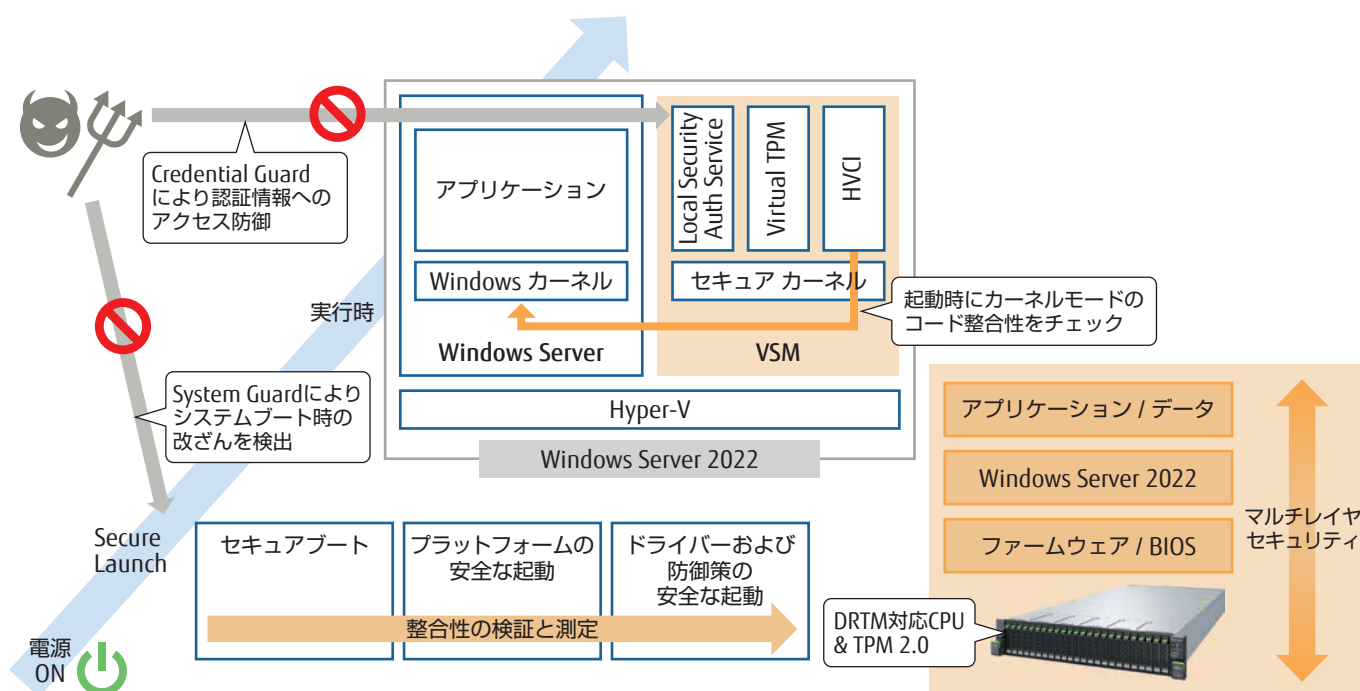 Credential Guard
により認証情報への
アクセス防御
アプリケーション
Windows カーネル
Windows Server
Local Security
Auth Service
Virtual TPM
HVCI
セキュア カーネル
VSM
起動時にカーネルモードの
コード整合性をチェック
実行時
Hyper-V
Windows Server 2022
System Guardにより
システムブート時の
改ざんを検出
アプリケーション / データ
Windows Server 2022
ファームウェア / BIOS
マルチレイヤ
セキュリティ
DRTM対応CPU
& TPM 2.0
Secure
Launch
セキュアブート
プラットフォームの
安全な起動
ドライバーおよび
防御策の
安全な起動
整合性の検証と測定
電源
ON